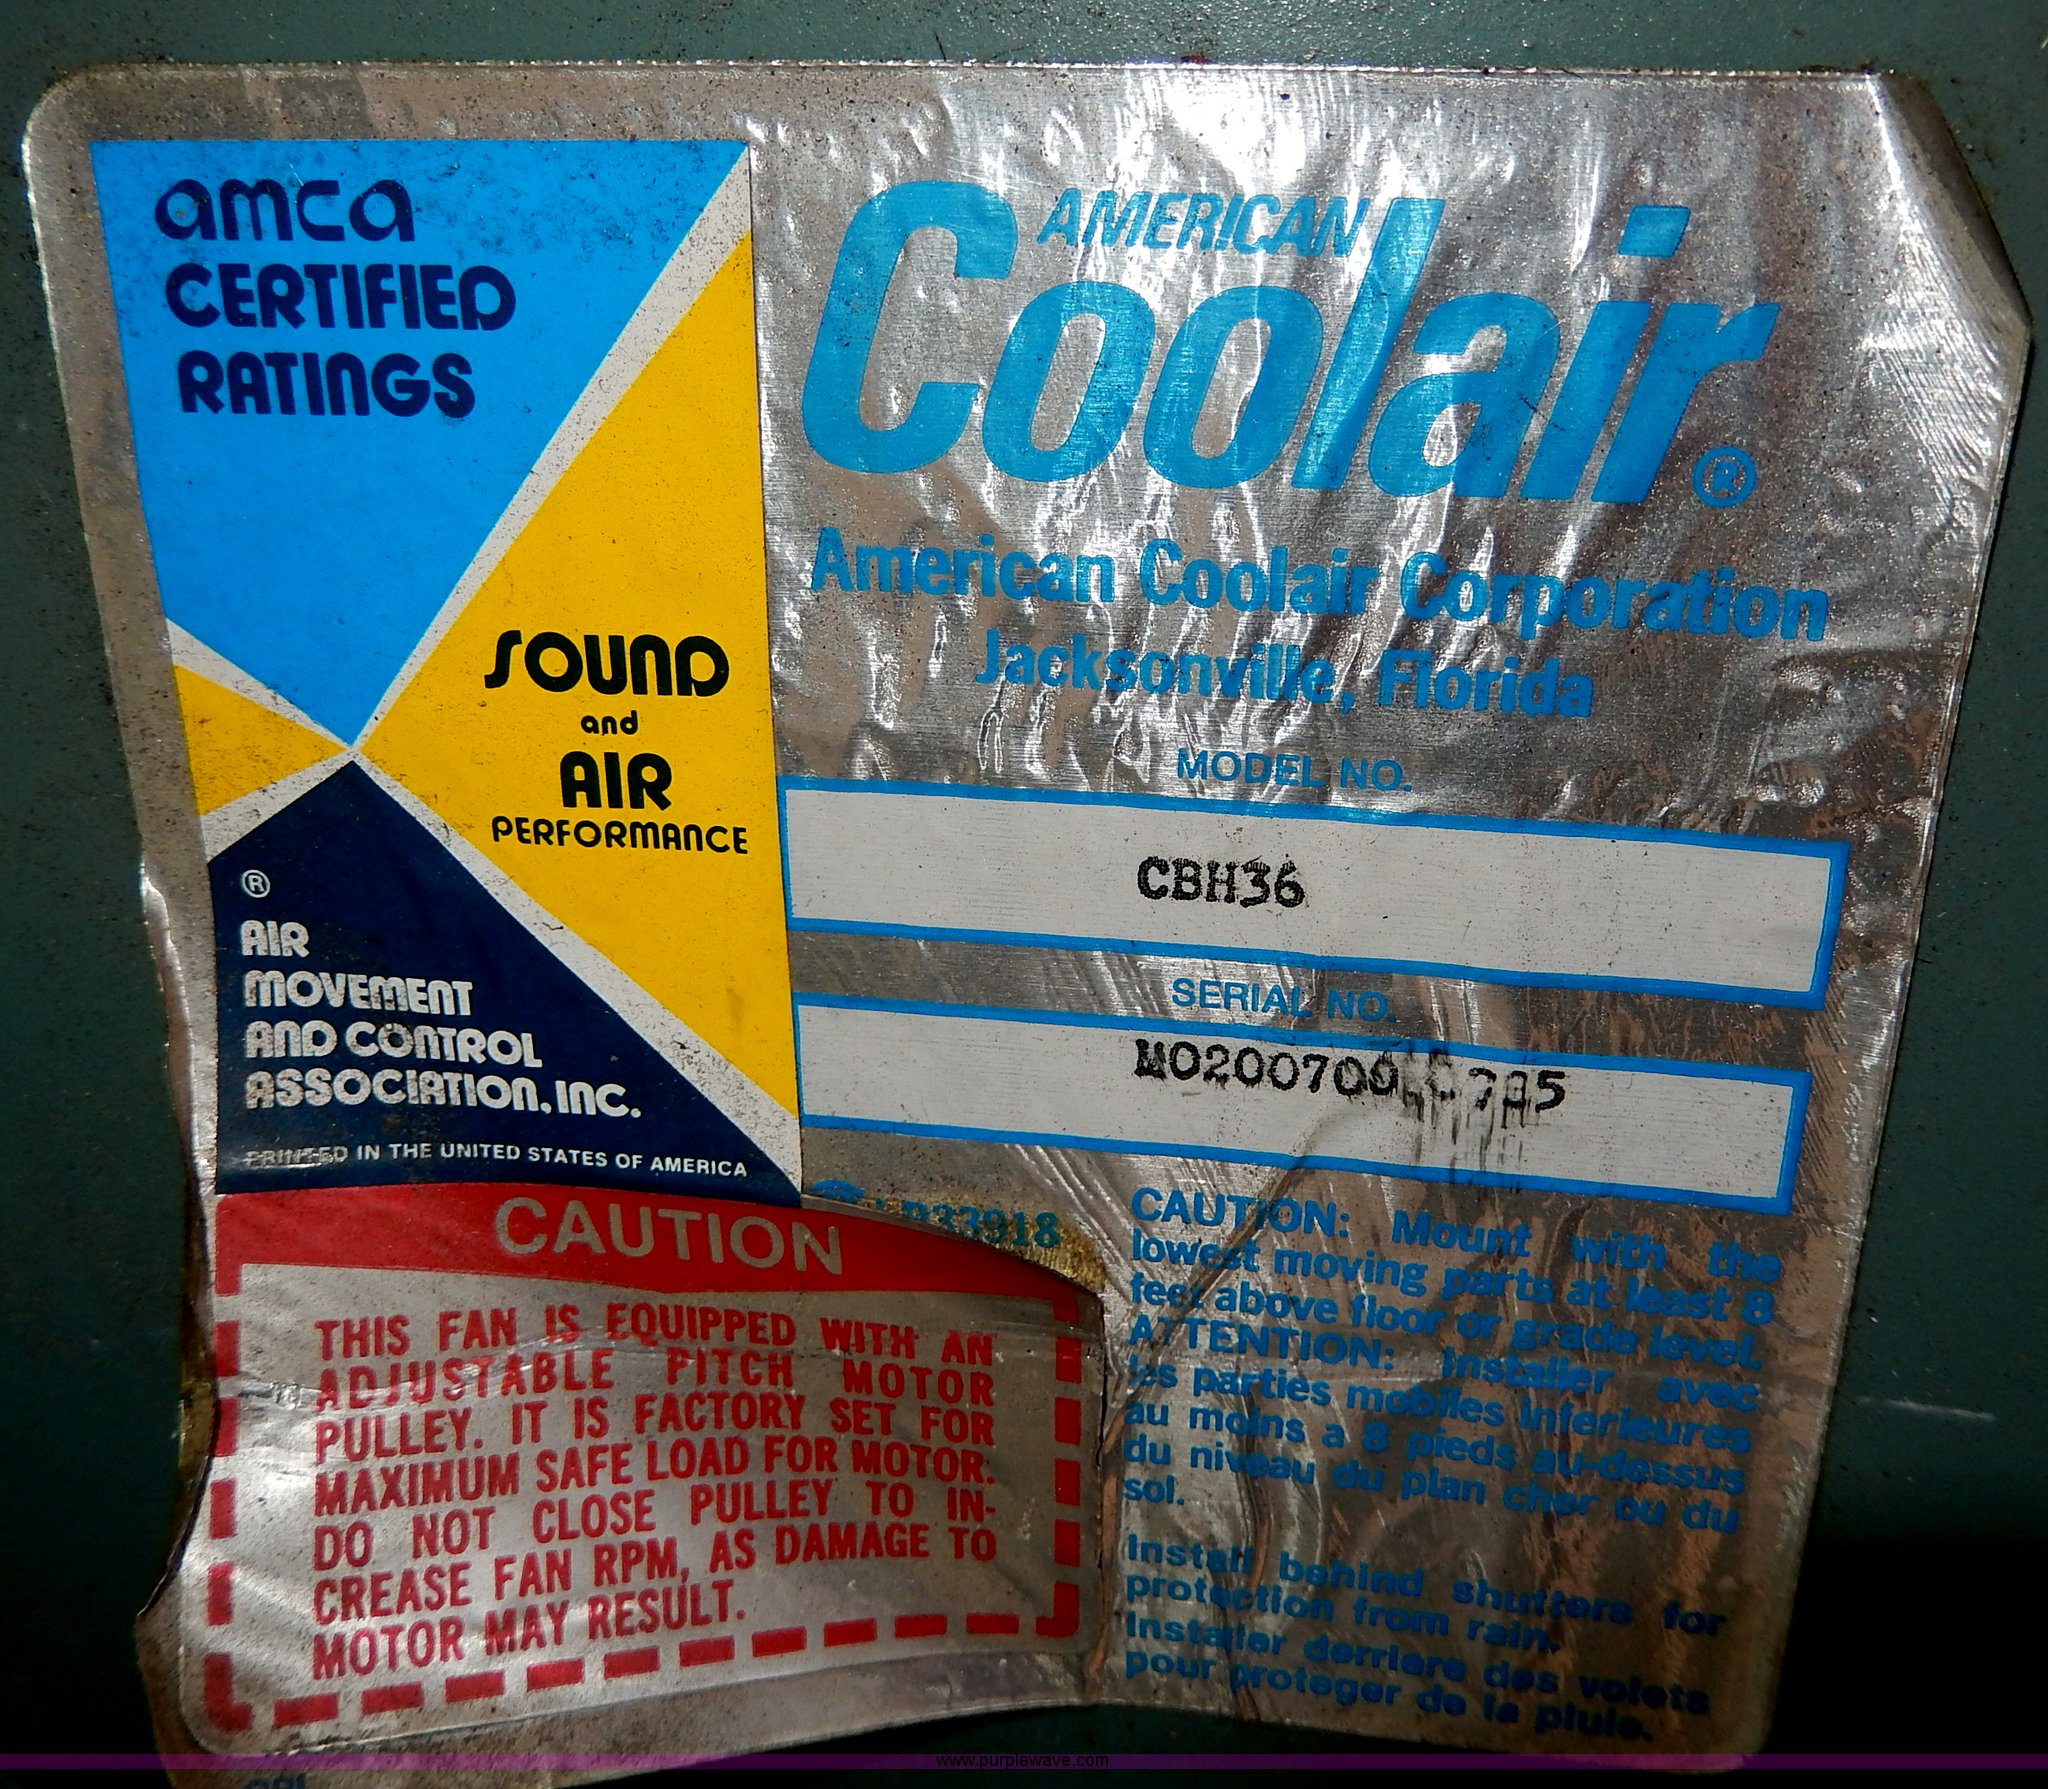 amca
CERTIFIED
RATINGS
SOUND
and
AIR
PERFORMANCE
®
AIR
MOVEMENT
AND CONTROL
ASSOCIATION, INC.
PRINTED IN THE UNITED STATES OF AMERICA
AMERICAN
Coolair®
American Coolair Corporation
Jacksonville, Florida
MODEL NO.
CBH36
SERIAL NO.
LR33918
CAUTION
THIS FAN IS EQUIPPED WITH AN
ADJUSTABLE PITCH MOTOR
PULLEY. IT IS FACTORY SET FOR
MAXIMUM SAFE LOAD FOR MOTOR.
DO NOT CLOSE PULLEY TO IN-
CREASE FAN RPM, AS DAMAGE TO
MOTOR MAY RESULT.
CAUTION: Mount with the
lowest moving parts at least 8
feet above floor or grade level.
ATTENTION: Installer avec
les parties mobiles inferieures
au moins a 8 pieds au-dessus
du niveau du plan cher ou du
sol.
Install behind shutters for
protection from rain.
Installer derriere des volets
pour proteger de la pluie.
www.purplewave.com